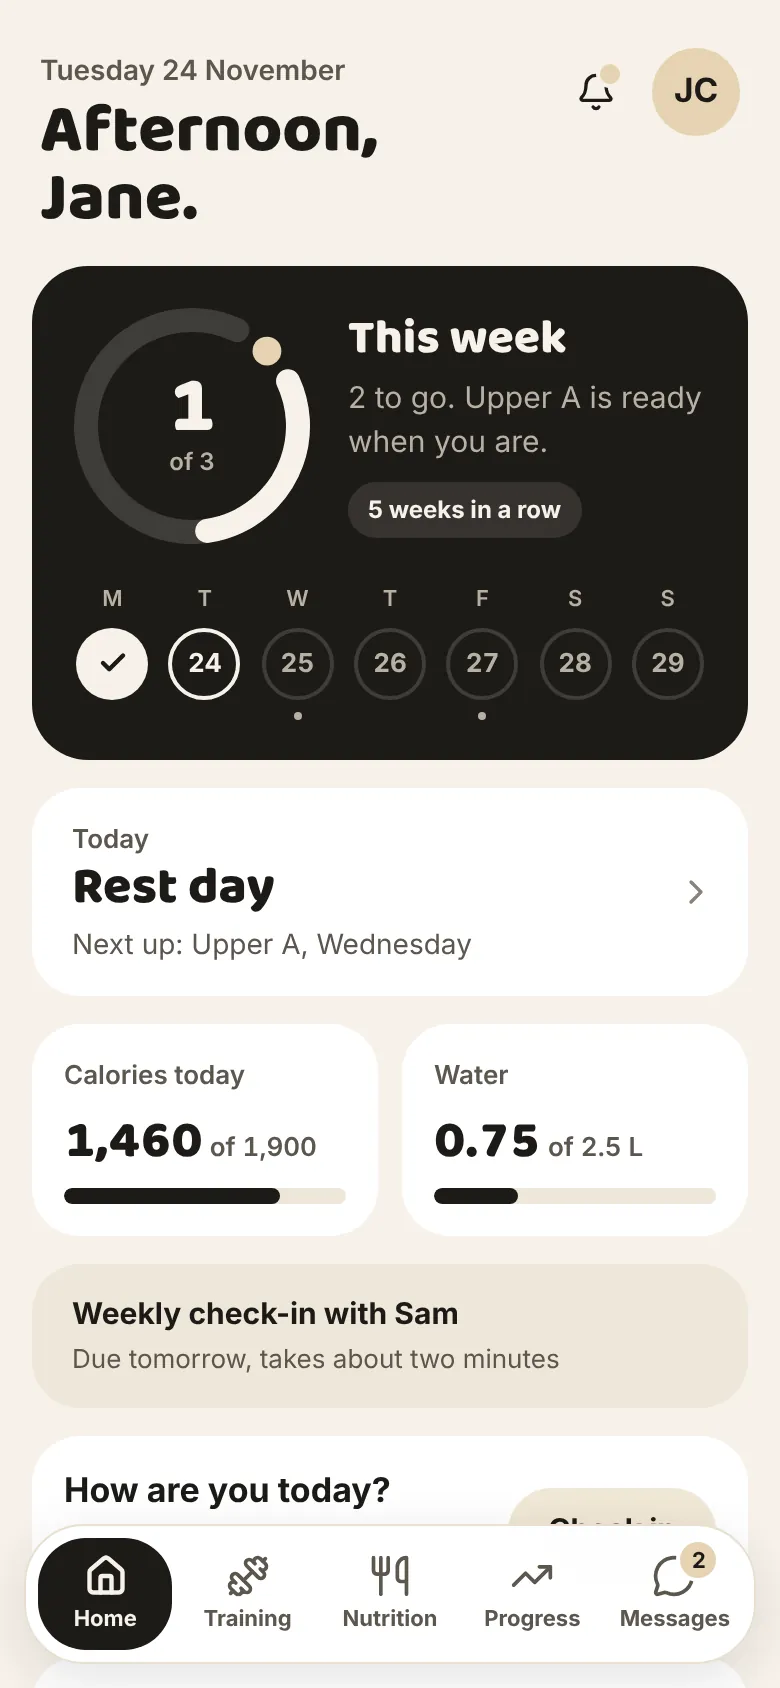 Tuesday 24 November
Afternoon,
Jane.
JC
1
of 3
This week
2 to go. Upper A is ready
when you are.
5 weeks in a row
M T W T F S S
24 25 26 27 28 29
Today
Rest day
Next up: Upper A, Wednesday
Calories today
1,460 of 1,900
Water
0.75 of 2.5 L
Weekly check-in with Sam
Due tomorrow, takes about two minutes
How are you today?
2
Home Training Nutrition Progress Messages